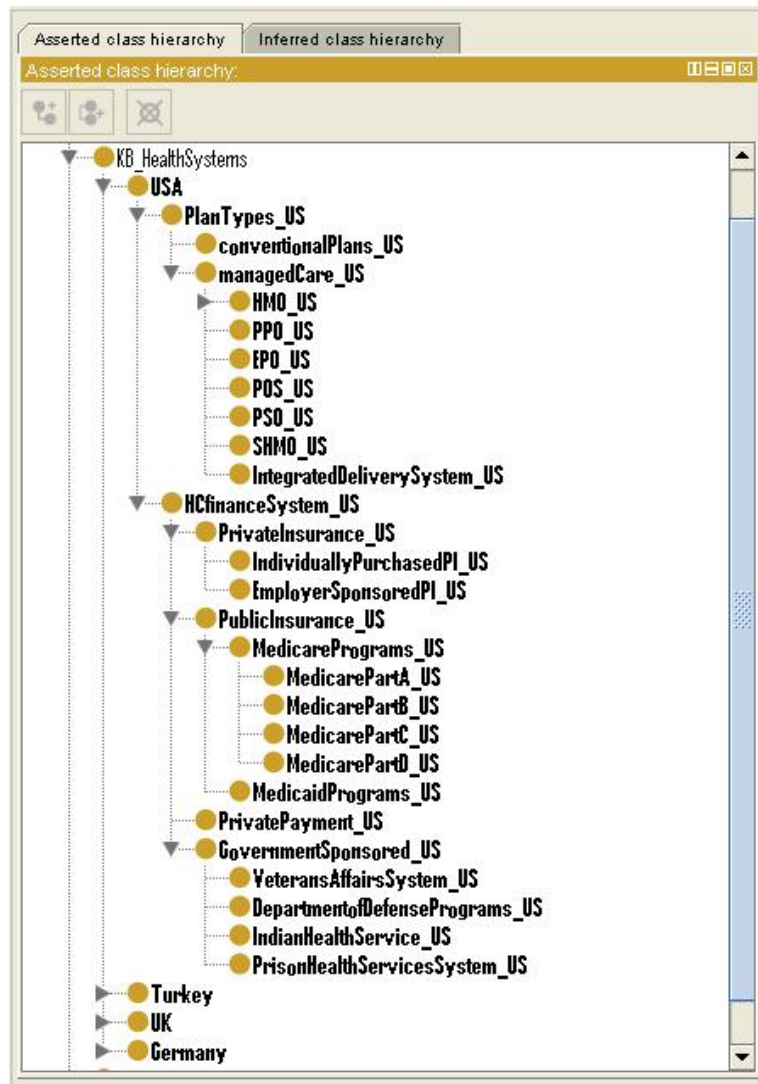 Asserted class hierarchy Inferred class hierarchy
Asserted class hierarchy:
KB_HealthSystems
USA
PlanTypes_US
conventionalPlans_US
managedCare_US
HMO_US
PPO_US
EPO_US
POS_US
PSO_US
SHMO_US
IntegratedDeliverySystem_US
HCfinanceSystem_US
PrivateInsurance_US
IndividuallyPurchasedPI_US
EmployerSponsoredPI_US
PublicInsurance_US
MedicarePrograms_US
MedicarePartA_US
MedicarePartB_US
MedicarePartC_US
MedicarePartD_US
MedicaidPrograms_US
PrivatePayment_US
GovernmentSponsored_US
VeteransAffairsSystem_US
DepartmentofDefensePrograms_US
IndianHealthService_US
PrisonHealthServicesSystem_US
Turkey
UK
Germany